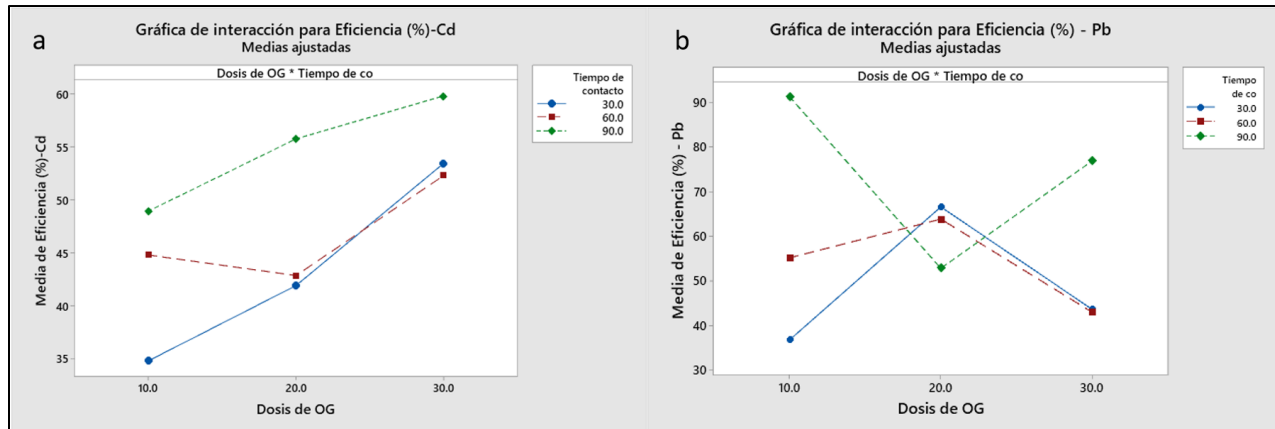 a
Gráfica de interacción para Eficiencia (%)-Cd
Medias ajustadas
Dosis de OG * Tiempo de co
Media de Eficiencia (%)-Cd
60
55
50
45
40
35
10.0
20.0
30.0
Dosis de OG
Tiempo de
contacto
30.0
60.0
90.0
b
Gráfica de interacción para Eficiencia (%) - Pb
Medias ajustadas
Dosis de OG * Tiempo de co
Media de Eficiencia (%) - Pb
90
80
70
60
50
40
30
10.0
20.0
30.0
Dosis de OG
Tiempo
de co
30.0
60.0
90.0